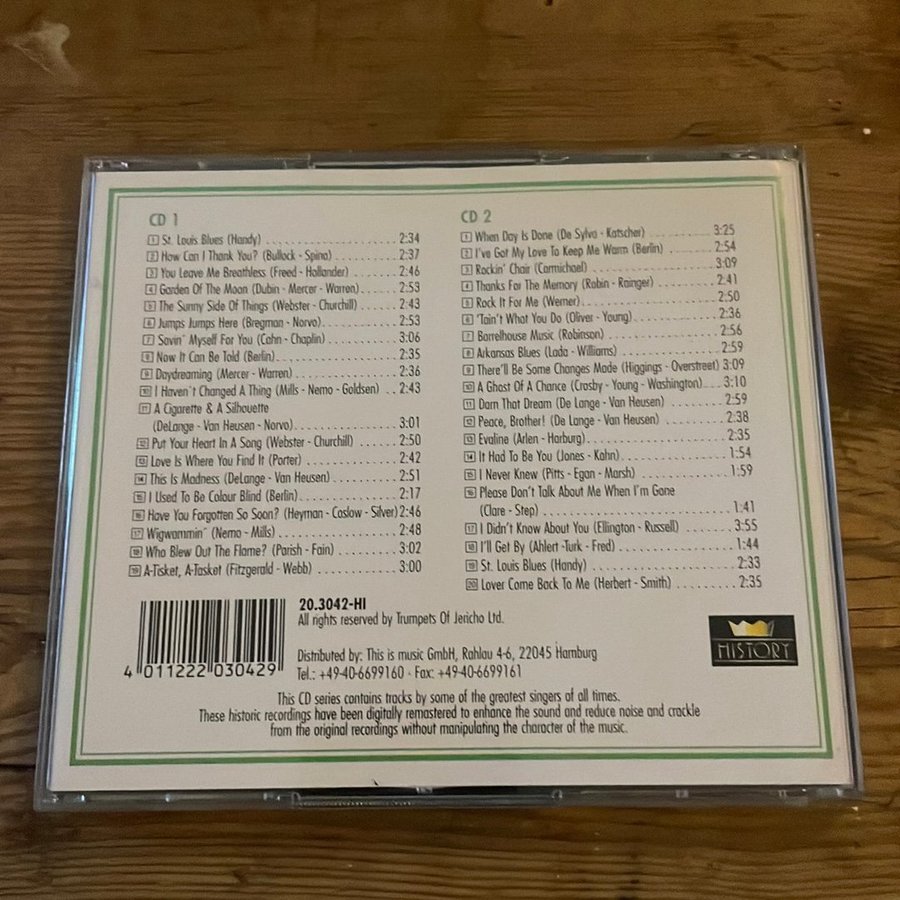 CD 1
1 St. Louis Blues (Handy) 2:34
2 How Can I Thank You? (Bullock - Spina) 2:37
3 You Leave Me Breathless (Freed - Hollander) 2:46
4 Garden Of The Moon (Dubin - Mercer - Warren) 2:53
5 The Sunny Side Of Things (Webster - Churchill) 2:43
6 Jumps Jumps Here (Bregman - Norvo) 2:53
7 Savin´ Myself For You (Cahn - Chaplin) 3:06
8 Now It Can Be Told (Berlin) 2:35
9 Daydreaming (Mercer - Warren) 2:36
10 I Haven´t Changed A Thing (Mills - Nemo - Goldsen) 2:43
11 A Cigarette & A Silhouette
(DeLange - Van Heusen - Norvo) 3:01
12 Put Your Heart In A Song (Webster - Churchill) 2:50
13 Love Is Where You Find It (Porter) 2:42
14 This Is Madness (DeLange - Van Heusen) 2:51
15 I Used To Be Colour Blind (Berlin) 2:17
16 Have You Forgotten So Soon? (Heyman - Coslow - Silver) 2:46
17 Wigwammin´ (Nemo - Mills) 2:48
18 Who Blew Out The Flame? (Parish - Fain) 3:02
19 A-Tisket, A-Tasket (Fitzgerald - Webb) 3:00
CD 2
1 When Day Is Done (De Sylva - Katscher) 3:25
2 I've Got My Love To Keep Me Warm (Berlin) 2:54
3 Rockin' Chair (Carmichael) 3:09
4 Thanks For The Memory (Robin - Rainger) 2:41
5 Rock It For Me (Werner) 2:50
6 'Tain't What You Do (Oliver - Young) 2:36
7 Barrelhouse Music (Robinson) 2:56
8 Arkansas Blues (Lada - Williams) 2:59
9 There'll Be Some Changes Made (Higgings - Overstreet) 3:09
10 A Ghost Of A Chance (Crosby - Young - Washington) 3:10
11 Darn That Dream (De Lange - Van Heusen) 2:59
12 Peace, Brother! (De Lange - Van Heusen) 2:38
13 Evaline (Arlen - Harburg) 2:35
14 It Had To Be You (Jones - Kahn) 1:54
15 I Never Knew (Pitts - Egan - Marsh) 1:59
16 Please Don't Talk About Me When I'm Gone
(Clare - Step) 1:41
17 I Didn't Know About You (Ellington - Russell) 3:55
18 I'll Get By (Ahlert -Turk - Fred) 1:44
19 St. Louis Blues (Handy) 2:33
20 Lover Come Back To Me (Herbert - Smith) 2:35
4 011222 030429
20.3042-HI
All rights reserved by Trumpets Of Jericho Ltd.
Distributed by: This is music GmbH, Rahlau 4-6, 22045 Hamburg
Tel.: +49-40-6699160 · Fax: +49-40-6699161
HISTORY
This CD series contains tracks by some of the greatest singers of all times.
These historic recordings have been digitally remastered to enhance the sound and reduce noise and crackle
from the original recordings without manipulating the character of the music.